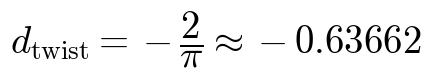 d_twist = −2/π ≈ −0.63662